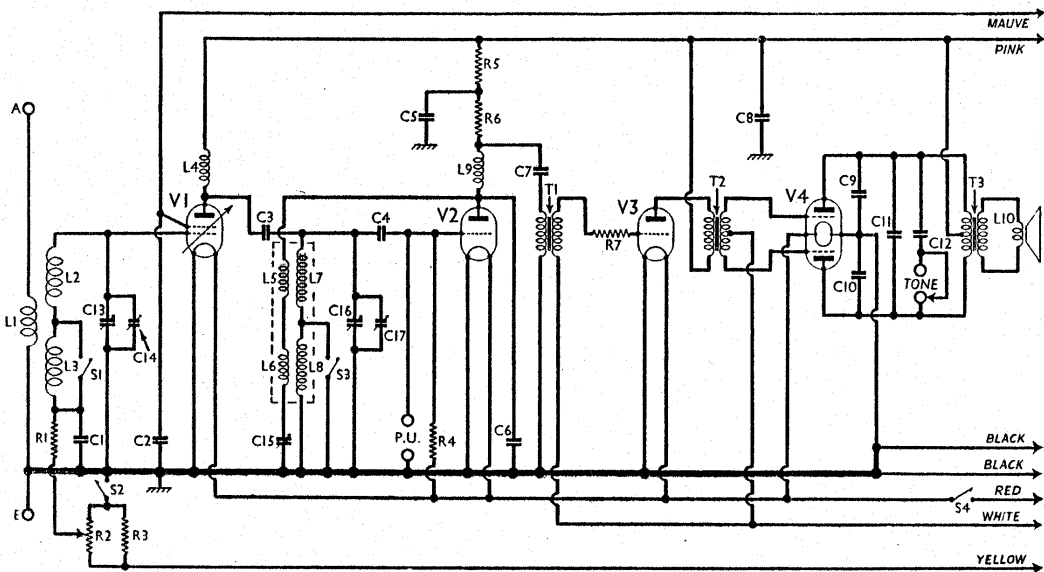 MAUVE
PINK
R5
A
C5
R6
C8
L4
L9
C7
T1
T2
C9
T3
V1
V2
V3
V4
L10
C3
C4
C11
C12
R7
L2
L5
L7
C10
TONE
C13
C16
L1
C14
C17
L3
S1
L6
L8
S3
R1
C1
C2
C15
P.U.
R4
C6
BLACK
BLACK
S2
RED
E
S4
R2
R3
WHITE
YELLOW